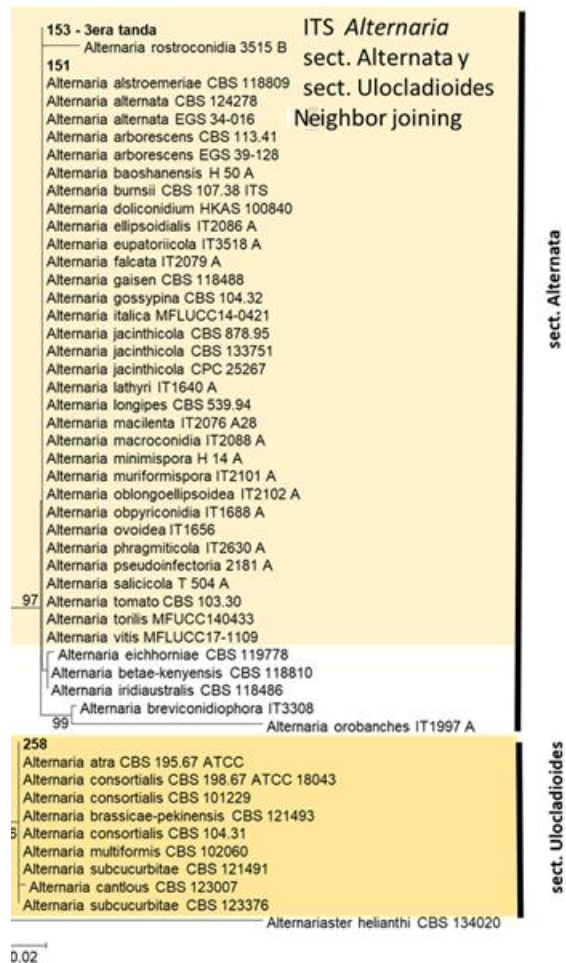 153 - 3era tanda
Alternaria rostroconidia 3515 B
151
Alternaria alstroemeriae CBS 118809
Alternaria alternata CBS 124278
Alternaria alternata EGS 34-016
Alternaria arborescens CBS 113.41
Alternaria arborescens EGS 39-128
Alternaria baoshanensis H 50 A
Alternaria burnsii CBS 107.38 ITS
Alternaria doliconidium HKAS 100840
Alternaria ellipsoidialis IT2086 A
Alternaria eupatoriicola IT3518 A
Alternaria falcata IT2079 A
Alternaria gaisen CBS 118488
Alternaria gossypina CBS 104.32
Alternaria italica MFLUCC14-0421
Alternaria jacinthicola CBS 878.95
Alternaria jacinthicola CBS 133751
Alternaria jacinthicola CPC 25267
Alternaria lathyri IT1640 A
Alternaria longipes CBS 539.94
Alternaria macilenta IT2076 A28
Alternaria macroconidia IT2088 A
Alternaria minimispora H 14 A
Alternaria muriformispora IT2101 A
Alternaria oblongoellipsoidea IT2102 A
Alternaria obpyriconidia IT1688 A
Alternaria ovoidea IT1656
Alternaria phragmiticola IT2630 A
Alternaria pseudoinfectoria 2181 A
Alternaria salicicola T 504 A
97
Alternaria tomato CBS 103.30
Alternaria torilis MFUCC140433
Alternaria vitis MFLUCC17-1109
Alternaria eichhorniae CBS 119778
Alternaria betae-kenyensis CBS 118810
Alternaria iridiaustralis CBS 118486
Alternaria breviconidiophora IT3308
99
Alternaria orobanches IT1997 A
258
Alternaria atra CBS 195.67 ATCC
Alternaria consortialis CBS 198.67 ATCC 18043
Alternaria consortialis CBS 101229
Alternaria brassicae-pekinensis CBS 121493
6
Alternaria consortialis CBS 104.31
Alternaria multiformis CBS 102060
Alternaria subcucurbitae CBS 121491
Alternaria cantlous CBS 123007
Alternaria subcucurbitae CBS 123376
Alternariaster helianthi CBS 134020
0.02
ITS Alternaria
sect. Alternata y
sect. Ulocladioides
Neighbor joining
sect. Alternata
sect. Ulocladioides